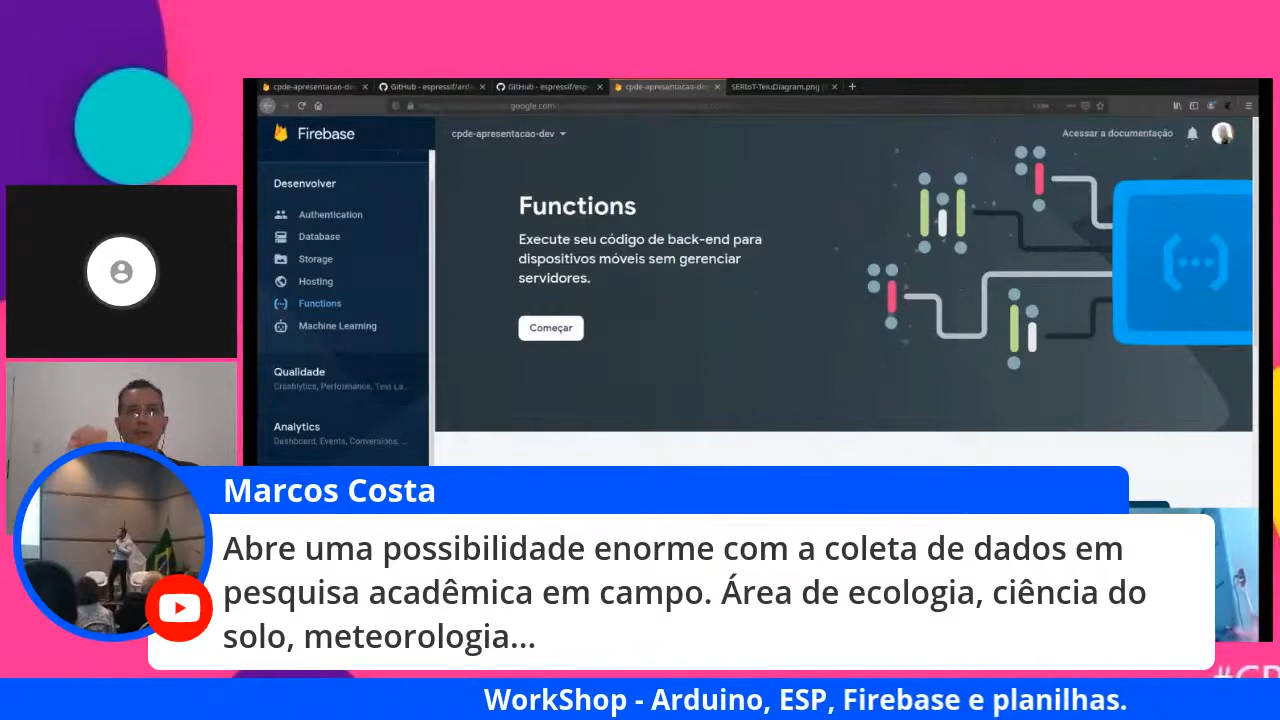 cpde-apresentacao-de
GitHub - espressif/ard
GitHub - espressif/esp
cpde-apresentacao-de
SERIoT-TeiuDiagram.png
google.com
Firebase
cpde-apresentacao-dev
Acessar a documentação
Desenvolver
Authentication
Database
Storage
Hosting
Functions
Machine Learning
Qualidade
Crashlytics, Performance, Test La...
Analytics
Dashboard, Events, Conversions, ...
Functions
Execute seu código de back-end para
dispositivos móveis sem gerenciar
servidores.
Começar
Marcos Costa
Abre uma possibilidade enorme com a coleta de dados em
pesquisa acadêmica em campo. Área de ecologia, ciência do
solo, meteorologia...
WorkShop - Arduino, ESP, Firebase e planilhas.